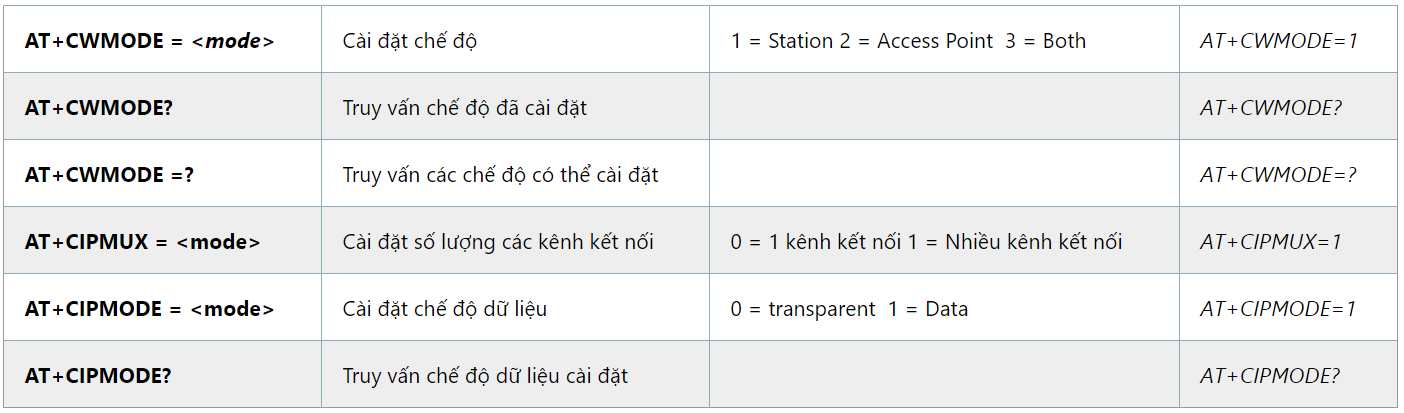 AT+CWMODE = <mode> Cài đặt chế độ 1 = Station 2 = Access Point 3 = Both AT+CWMODE=1
AT+CWMODE? Truy vấn chế độ đã cài đặt AT+CWMODE?
AT+CWMODE =? Truy vấn các chế độ có thể cài đặt AT+CWMODE=?
AT+CIPMUX = <mode> Cài đặt số lượng các kênh kết nối 0 = 1 kênh kết nối 1 = Nhiều kênh kết nối AT+CIPMUX=1
AT+CIPMODE = <mode> Cài đặt chế độ dữ liệu 0 = transparent 1 = Data AT+CIPMODE=1
AT+CIPMODE? Truy vấn chế độ dữ liệu cài đặt AT+CIPMODE?